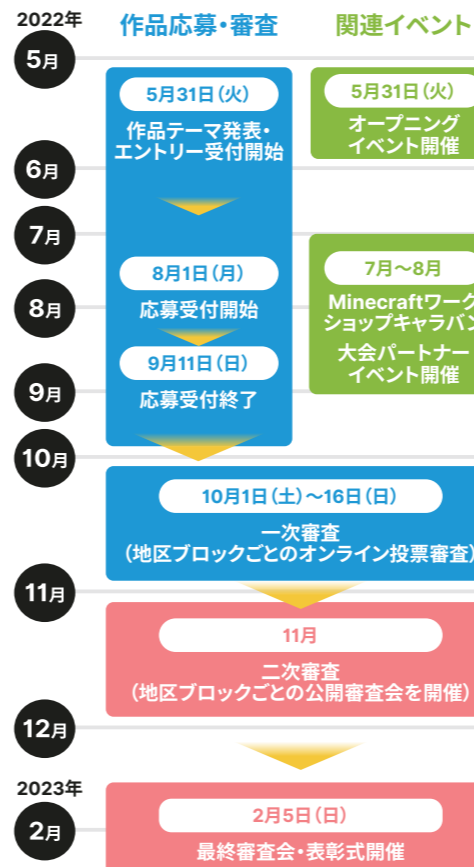 2022年
作品応募・審査
関連イベント
5月
5月31日（火）
作品テーマ発表・
エントリー受付開始
5月31日（火）
オープニング
イベント開催
6月
7月
7月～8月
Minecraftワーク
ショップキャラバン
大会パートナー
イベント開催
8月1日（月）
8月
応募受付開始
9月11日（日）
応募受付終了
9月
10月
10月1日（土）～16日（日）
一次審査
（地区ブロックごとのオンライン投票審査）
11月
11月
二次審査
（地区ブロックごとの公開審査会を開催）
12月
2023年
2月
2月5日（日）
最終審査会・表彰式開催